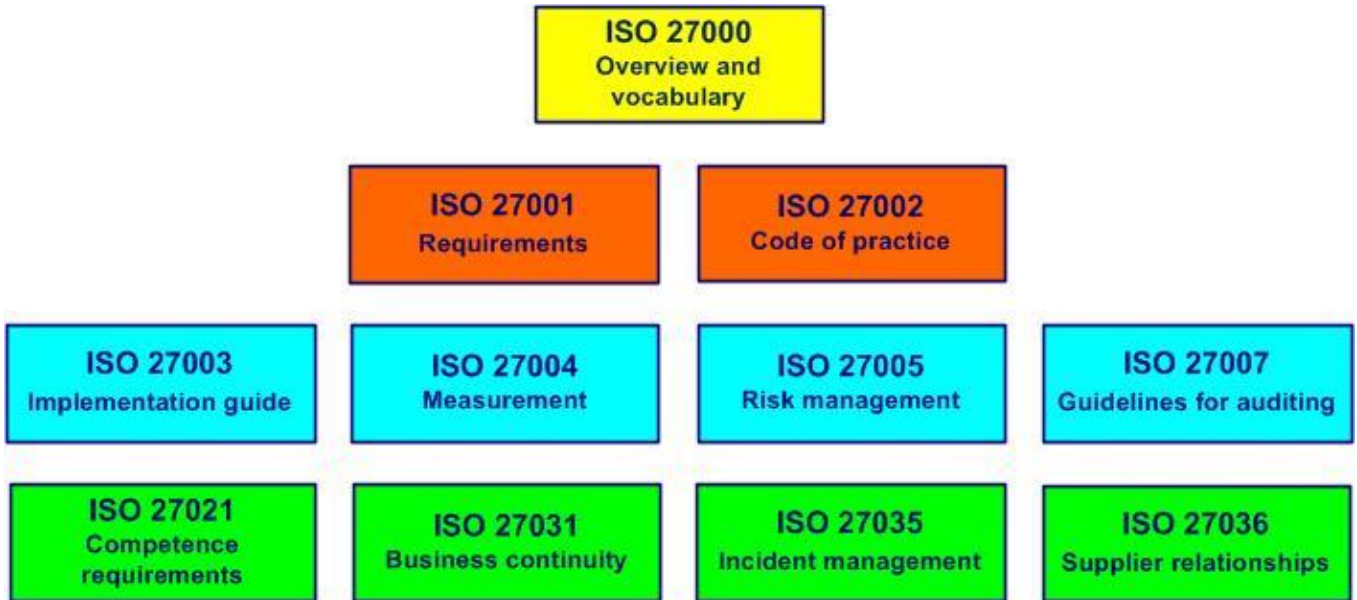 ISO 27000
Overview and
vocabulary
ISO 27001
Requirements
ISO 27002
Code of practice
ISO 27003
Implementation guide
ISO 27004
Measurement
ISO 27005
Risk management
ISO 27007
Guidelines for auditing
ISO 27021
Competence
requirements
ISO 27031
Business continuity
ISO 27035
Incident management
ISO 27036
Supplier relationships